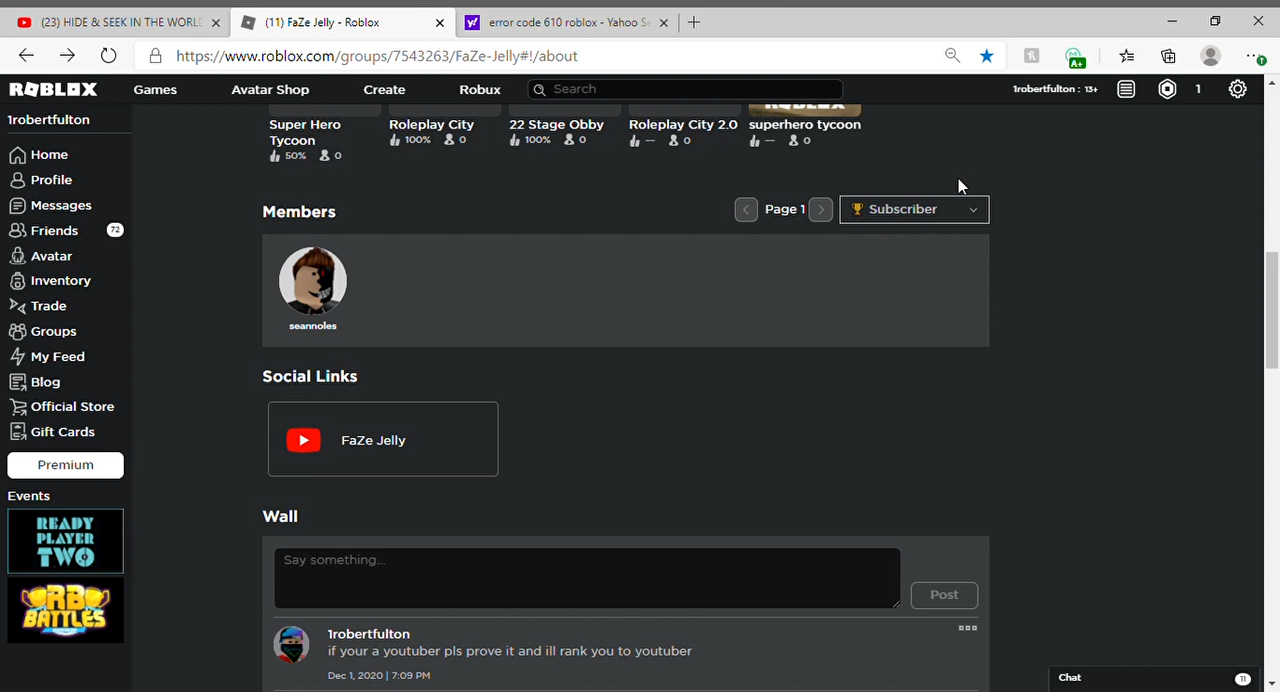 (23) HIDE & SEEK IN THE WORL
(11) FaZe Jelly - Roblox
error code 610 roblox - Yahoo Se
https://www.roblox.com/groups/7543263/FaZe-Jelly#!/about
A+
ROBLOX Games Avatar Shop Create Robux Search 1robertfulton : 13+ 1
1robertfulton
Home
Profile
Messages
Friends 72
Avatar
Inventory
Trade
Groups
My Feed
Blog
Official Store
Gift Cards
Premium
Events
READY
PLAYER
TWO
RB
BATTLES
Super Hero
Tycoon
50% 0
Roleplay City
100% 0
22 Stage Obby
100% 0
Roleplay City 2.0
-- 0
ROBLOX
superhero tycoon
-- 0
Members
Page 1
Subscriber
seannoles
Social Links
FaZe Jelly
Wall
Say something...
Post
1robertfulton
if your a youtuber pls prove it and ill rank you to youtuber
Dec 1, 2020 | 7:09 PM
Chat 11